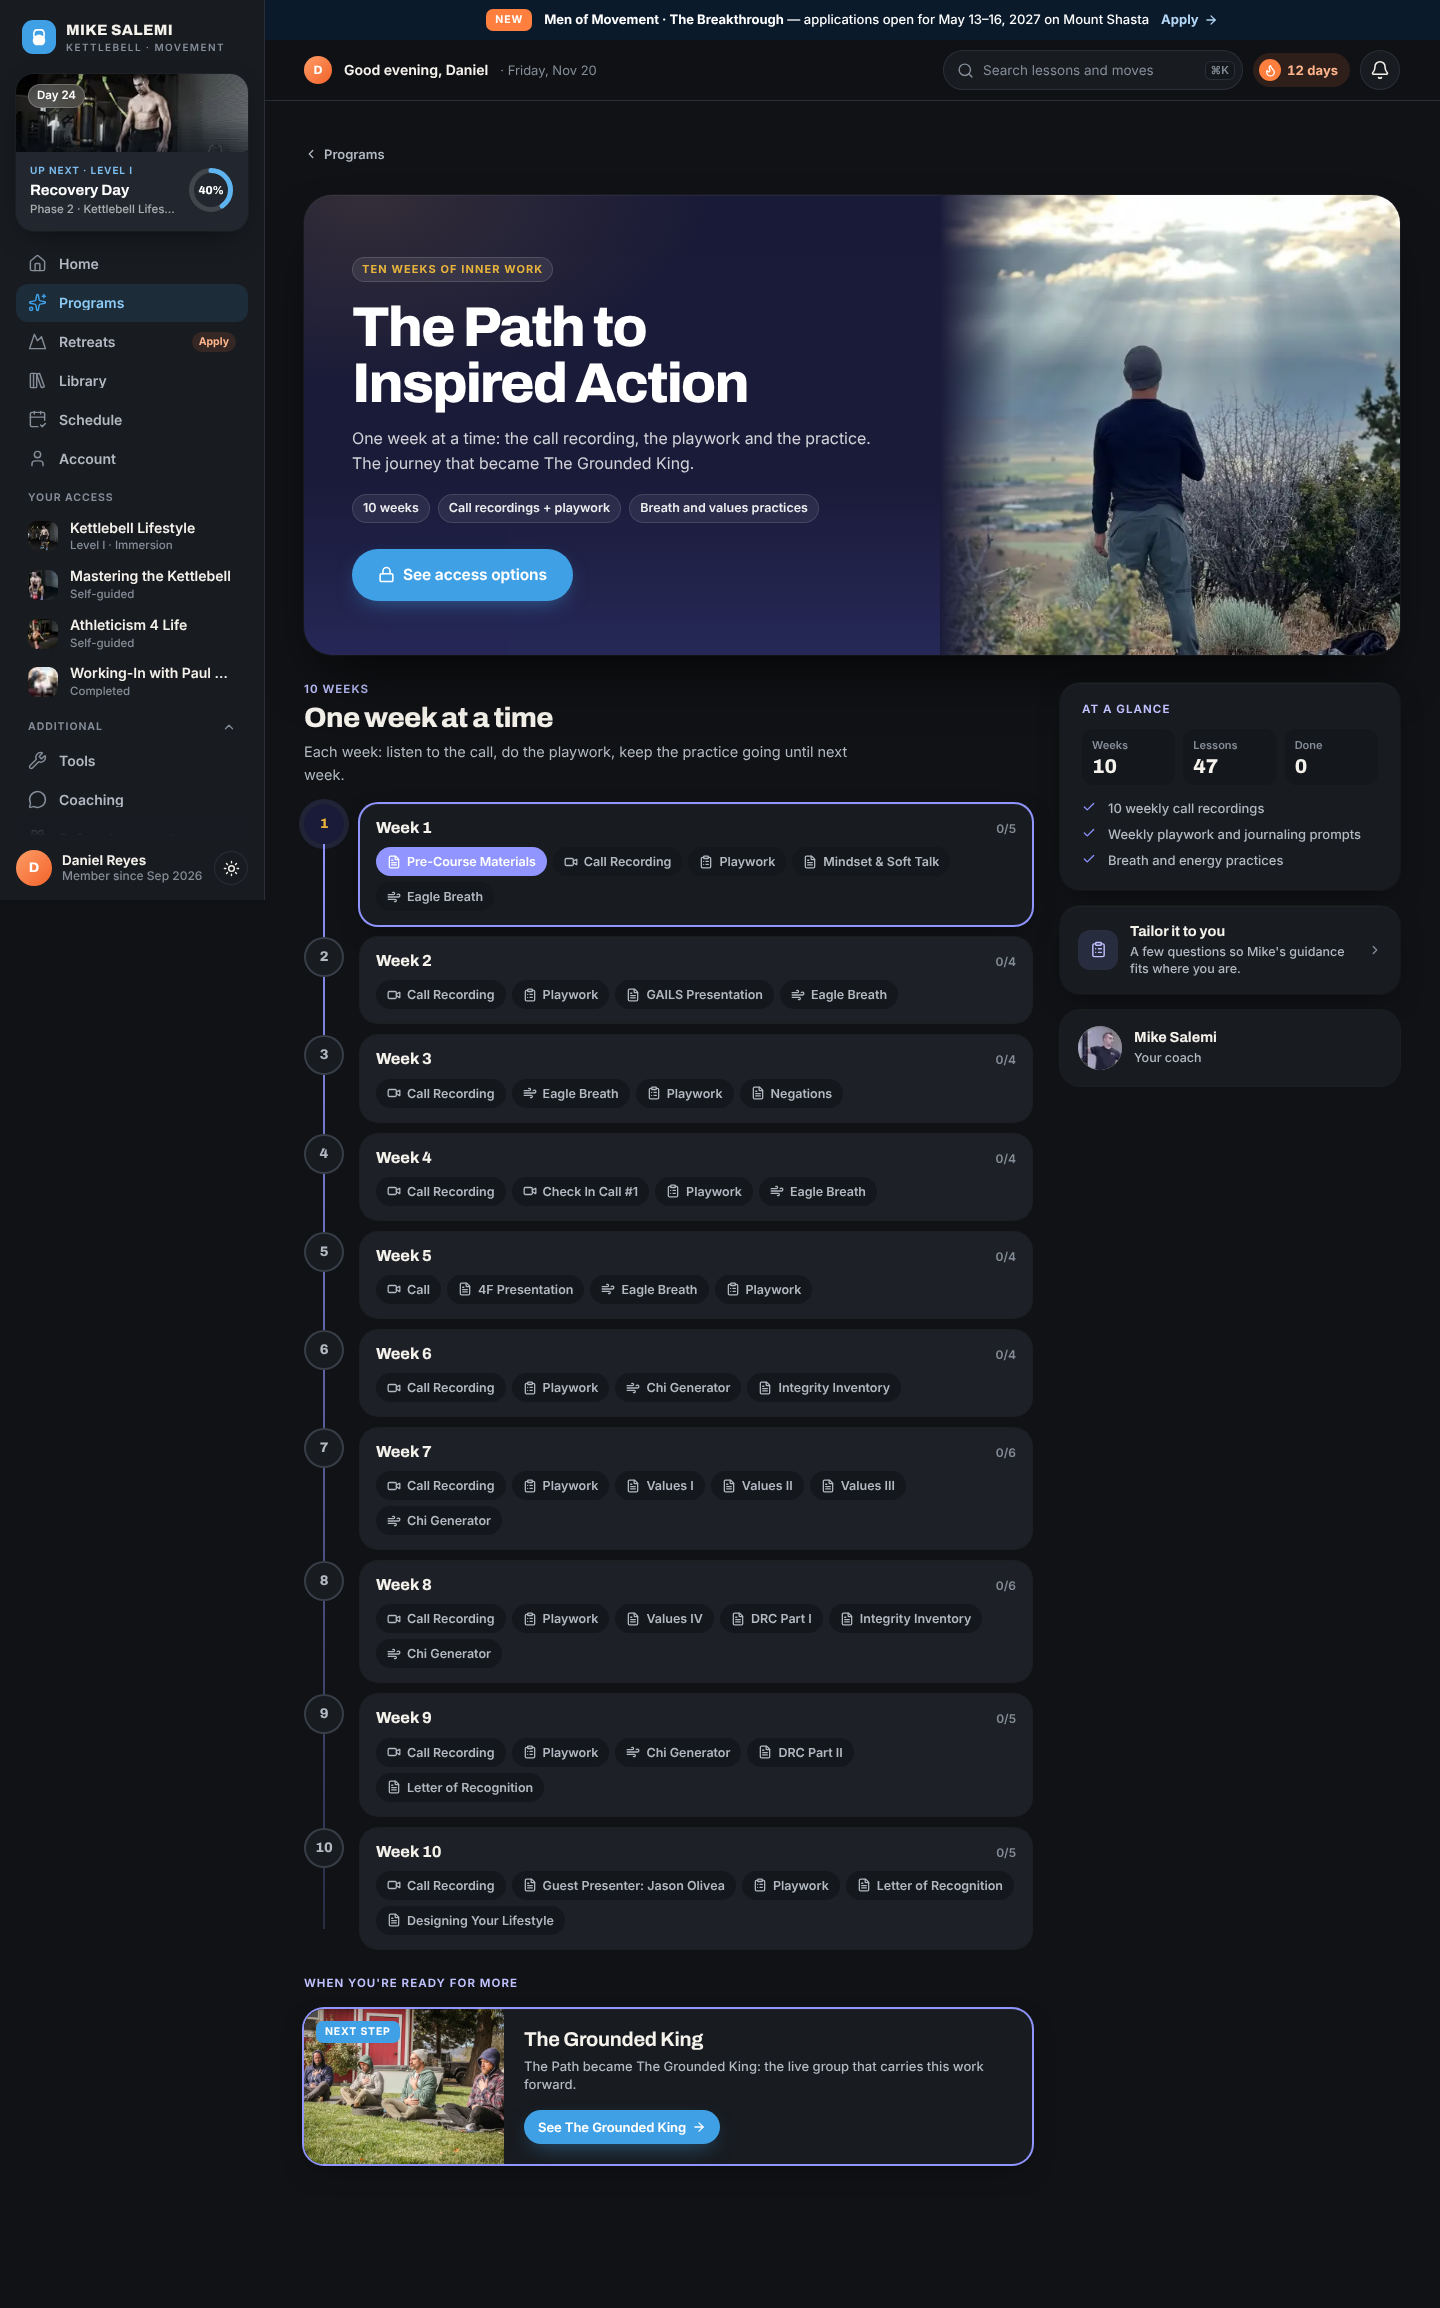 MIKE SALEMI
KETTLEBELL · MOVEMENT
Day 24
UP NEXT · LEVEL I
Recovery Day
Phase 2 · Kettlebell Lifes...
40%
Home
Programs
Retreats
Apply
Library
Schedule
Account
YOUR ACCESS
Kettlebell Lifestyle
Level I · Immersion
Mastering the Kettlebell
Self-guided
Athleticism 4 Life
Self-guided
Working-In with Paul ...
Completed
ADDITIONAL
Tools
Coaching
D
Daniel Reyes
Member since Sep 2026
NEW Men of Movement · The Breakthrough — applications open for May 13–16, 2027 on Mount Shasta Apply →
D Good evening, Daniel · Friday, Nov 20
Search lessons and moves ⌘K
12 days
Programs
TEN WEEKS OF INNER WORK
The Path to
Inspired Action
One week at a time: the call recording, the playwork and the practice.
The journey that became The Grounded King.
10 weeks Call recordings + playwork Breath and values practices
See access options
10 WEEKS
One week at a time
Each week: listen to the call, do the playwork, keep the practice going until next
week.
1
Week 1 0/5
Pre-Course Materials Call Recording Playwork Mindset & Soft Talk
Eagle Breath
2
Week 2 0/4
Call Recording Playwork GAILS Presentation Eagle Breath
3
Week 3 0/4
Call Recording Eagle Breath Playwork Negations
4
Week 4 0/4
Call Recording Check In Call #1 Playwork Eagle Breath
5
Week 5 0/4
Call 4F Presentation Eagle Breath Playwork
6
Week 6 0/4
Call Recording Playwork Chi Generator Integrity Inventory
7
Week 7 0/6
Call Recording Playwork Values I Values II Values III
Chi Generator
8
Week 8 0/6
Call Recording Playwork Values IV DRC Part I Integrity Inventory
Chi Generator
9
Week 9 0/5
Call Recording Playwork Chi Generator DRC Part II
Letter of Recognition
10
Week 10 0/5
Call Recording Guest Presenter: Jason Olivea Playwork Letter of Recognition
Designing Your Lifestyle
AT A GLANCE
Weeks Lessons Done
10 47 0
10 weekly call recordings
Weekly playwork and journaling prompts
Breath and energy practices
Tailor it to you
A few questions so Mike's guidance
fits where you are.
Mike Salemi
Your coach
WHEN YOU'RE READY FOR MORE
NEXT STEP
The Grounded King
The Path became The Grounded King: the live group that carries this work
forward.
See The Grounded King →